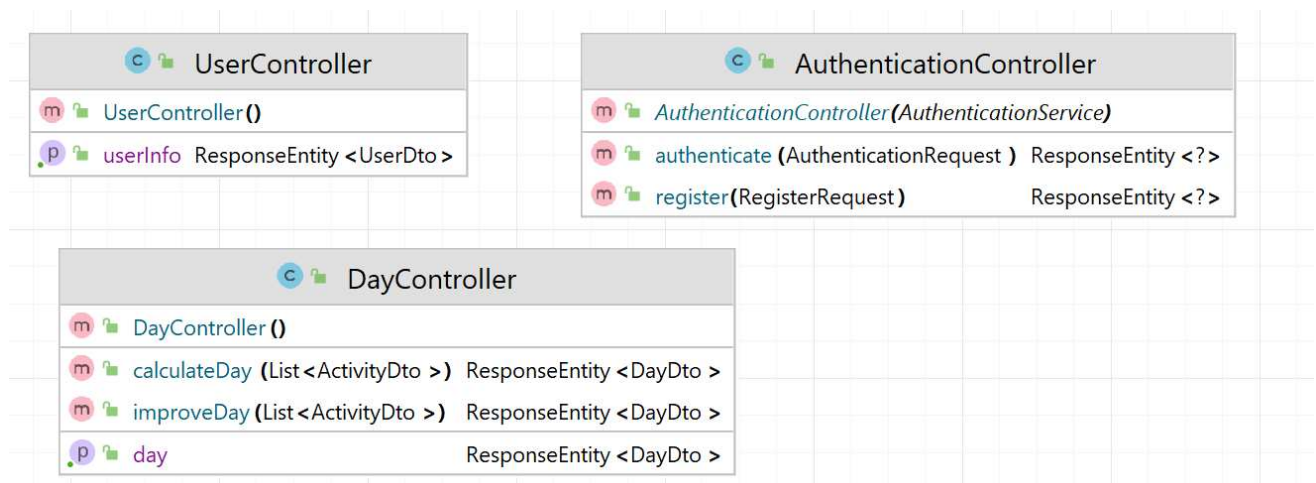 UserController
UserController()
userInfo ResponseEntity<UserDto>
AuthenticationController
AuthenticationController(AuthenticationService)
authenticate(AuthenticationRequest) ResponseEntity<?>
register(RegisterRequest) ResponseEntity<?>
DayController
DayController()
calculateDay(List<ActivityDto>) ResponseEntity<DayDto>
improveDay(List<ActivityDto>) ResponseEntity<DayDto>
day ResponseEntity<DayDto>